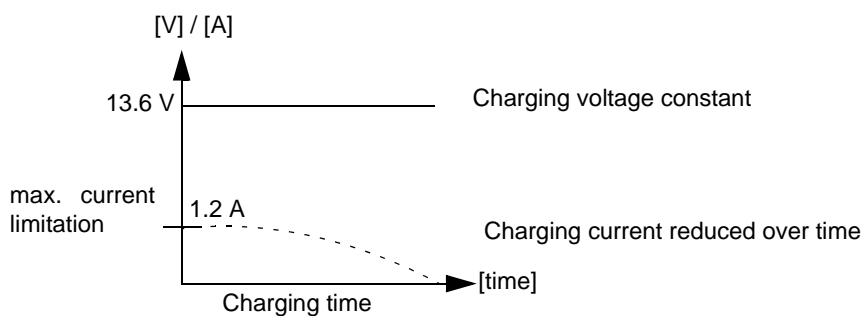 [V] / [A]
13.6 V
Charging voltage constant
max. current
limitation
1.2 A
Charging current reduced over time
[time]
Charging time